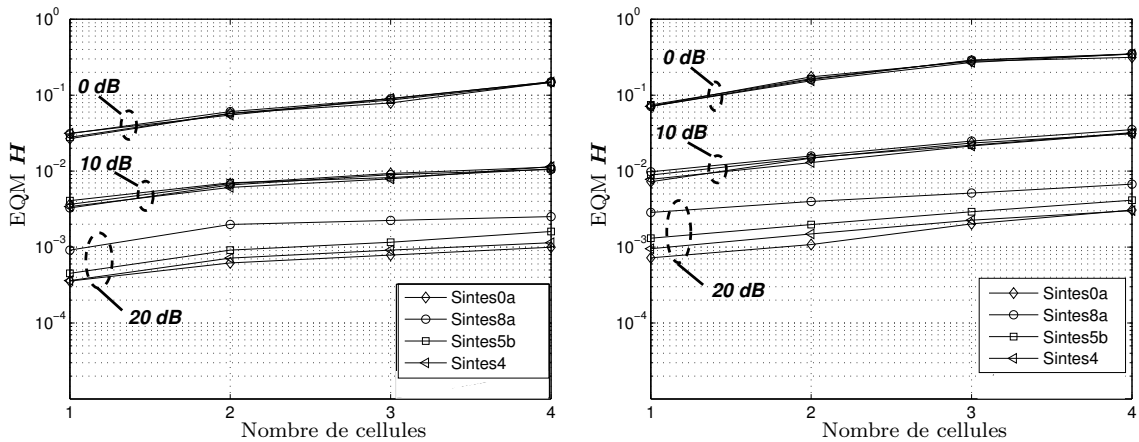 10^0
10^-1
10^-2
10^-3
10^-4
EQM H
0 dB
10 dB
20 dB
Sintes0a
Sintes8a
Sintes5b
Sintes4
1 2 3 4
Nombre de cellules
10^0
10^-1
10^-2
10^-3
10^-4
EQM H
0 dB
10 dB
20 dB
Sintes0a
Sintes8a
Sintes5b
Sintes4
1 2 3 4
Nombre de cellules